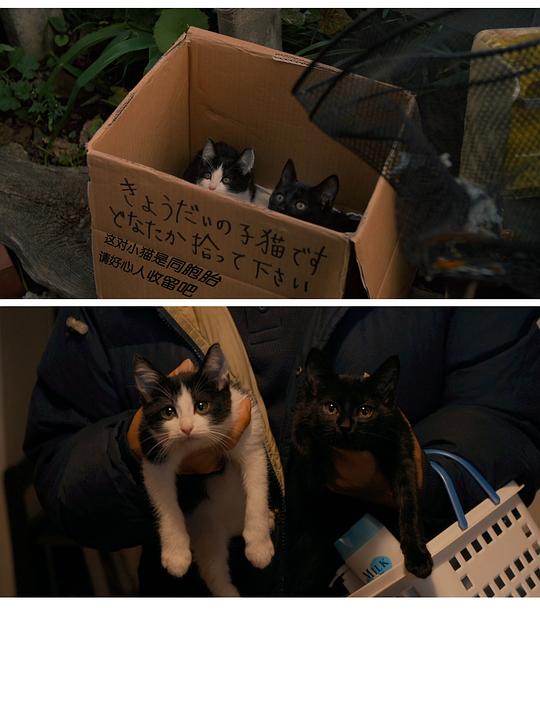 きょうだいの子猫です
どなたか拾って下さい
这对小猫是同胞胎
请好心人收留吧
MILK